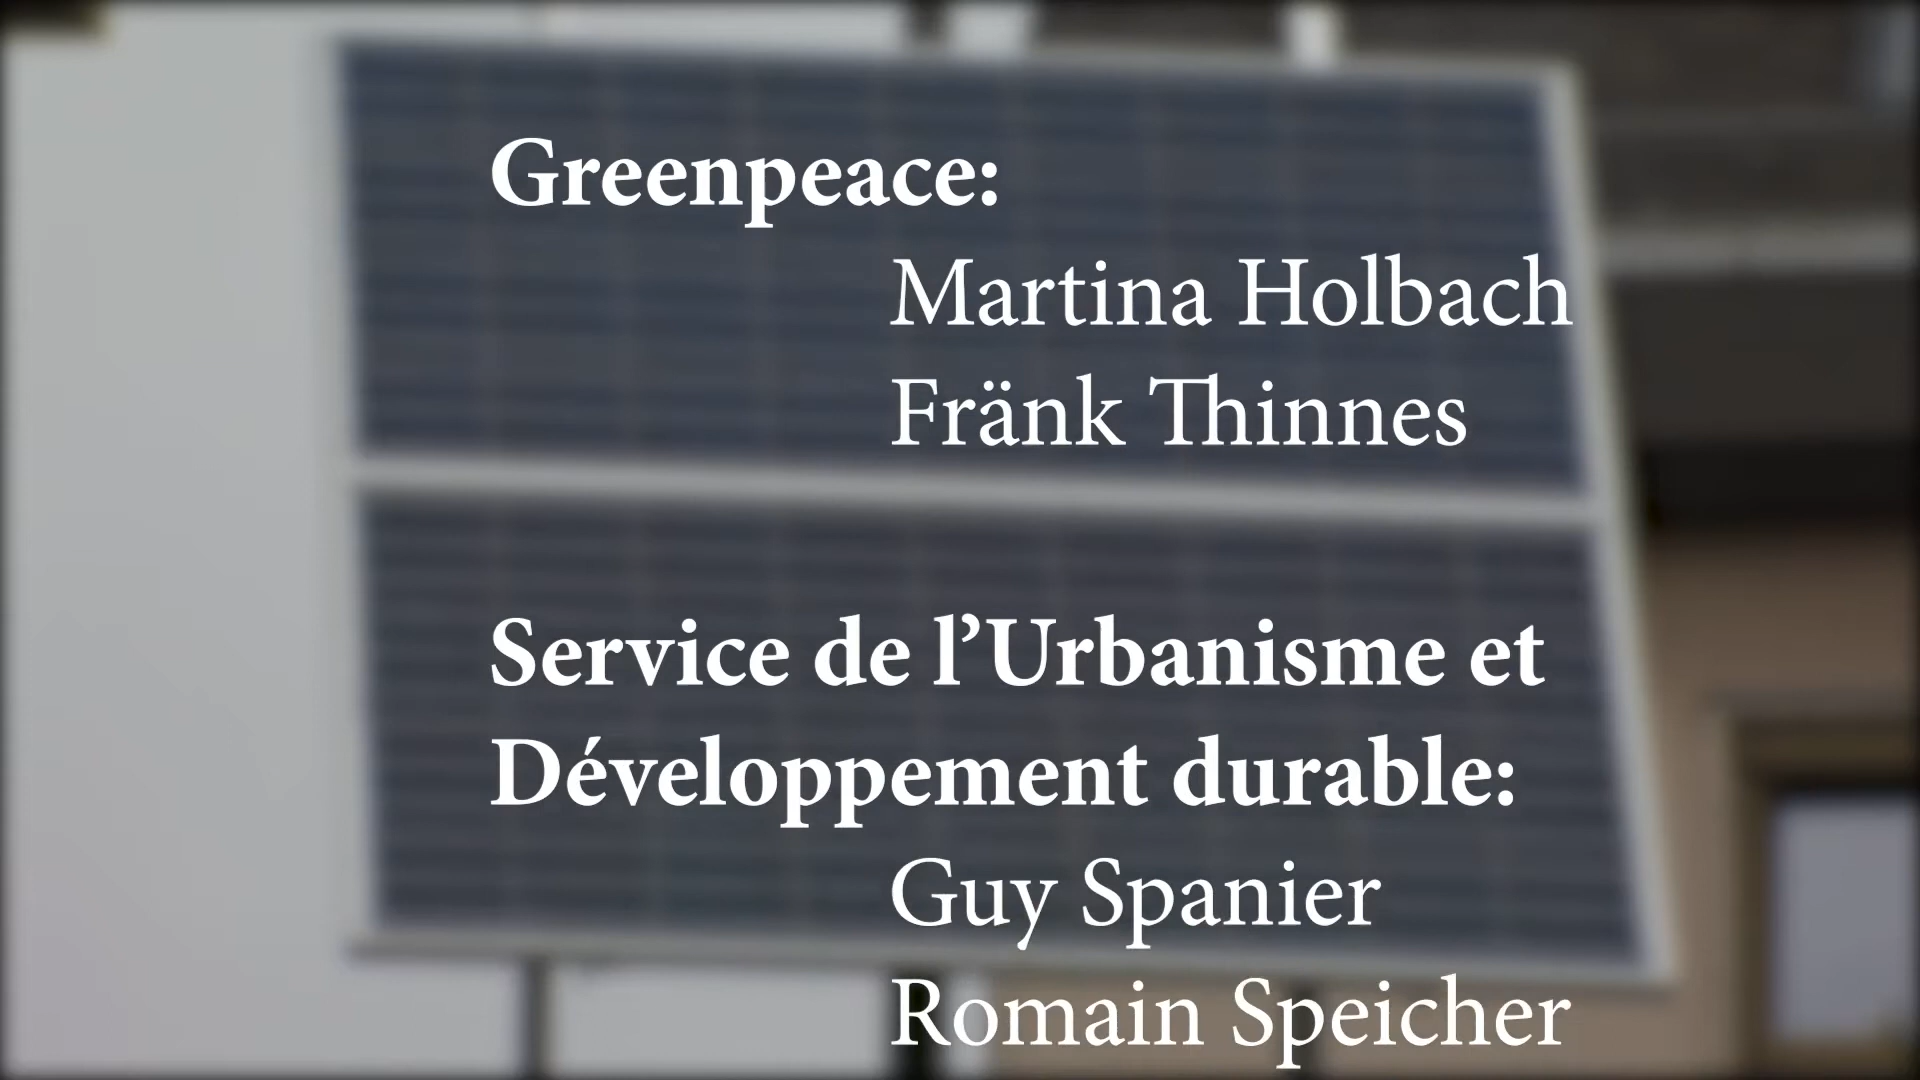 Greenpeace:
Martina Holbach
Fränk Thinnes
Service de l’Urbanisme et
Développement durable:
Guy Spanier
Romain Speicher